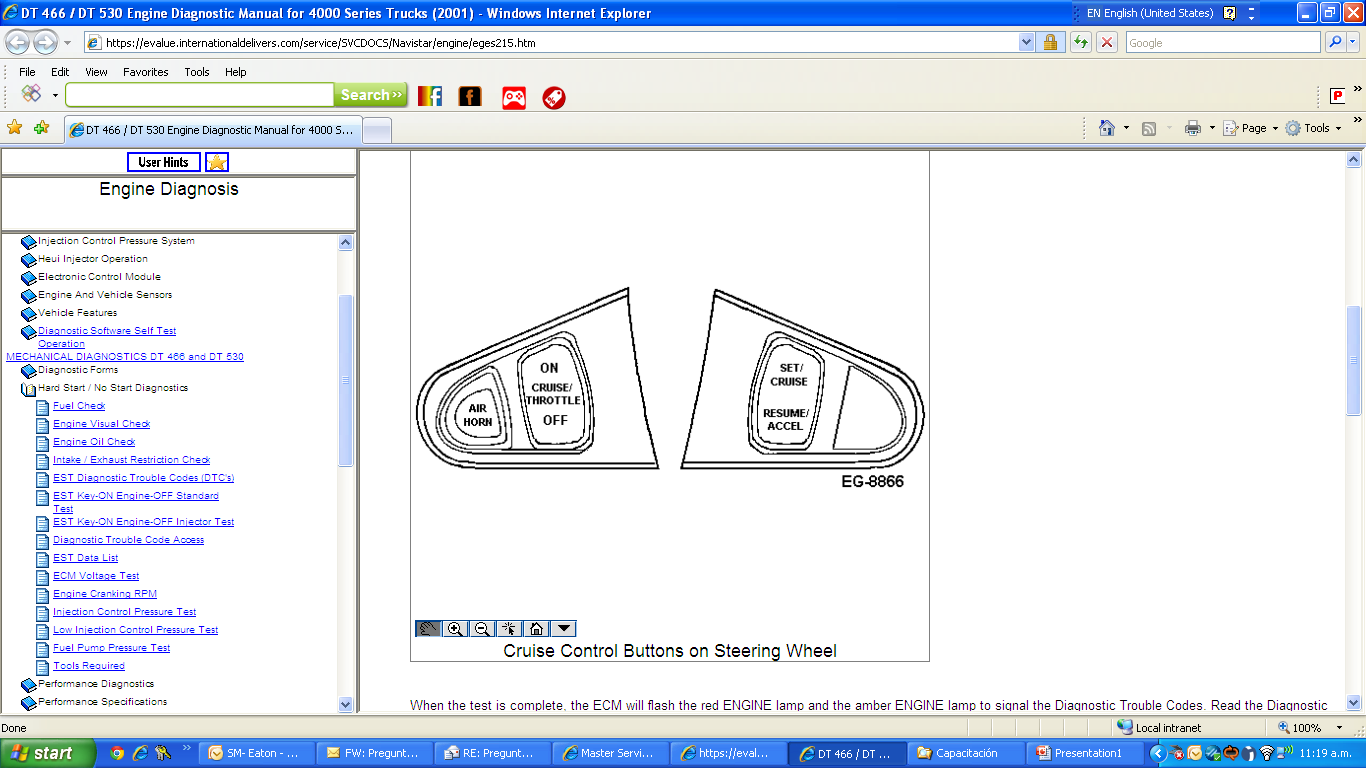 DT 466 / DT 530 Engine Diagnostic Manual for 4000 Series Trucks (2001) - Windows Internet Explorer
EN English (United States)
https://evalue.internationaldelivers.com/service/SVCDOCS/Navistar/engine/eges215.htm
Google
File Edit View Favorites Tools Help
Search >>
DT 466 / DT 530 Engine Diagnostic Manual for 4000 S...
Page Tools
User Hints
Engine Diagnosis
Injection Control Pressure System
Heui Injector Operation
Electronic Control Module
Engine And Vehicle Sensors
Vehicle Features
Diagnostic Software Self Test
Operation
MECHANICAL DIAGNOSTICS DT 466 and DT 530
Diagnostic Forms
Hard Start / No Start Diagnostics
Fuel Check
Engine Visual Check
Engine Oil Check
Intake / Exhaust Restriction Check
EST Diagnostic Trouble Codes (DTC's)
EST Key-ON Engine-OFF Standard
Test
EST Key-ON Engine-OFF Injector Test
Diagnostic Trouble Code Access
EST Data List
ECM Voltage Test
Engine Cranking RPM
Injection Control Pressure Test
Low Injection Control Pressure Test
Fuel Pump Pressure Test
Tools Required
Performance Diagnostics
Performance Specifications
AIR
HORN
ON
CRUISE/
THROTTLE
OFF
SET/
CRUISE
RESUME/
ACCEL
EG-8866
Cruise Control Buttons on Steering Wheel
When the test is complete, the ECM will flash the red ENGINE lamp and the amber ENGINE lamp to signal the Diagnostic Trouble Codes. Read the Diagnostic
Done
Local intranet
100%
start
SM- Eaton - ...
FW: Pregunt...
RE: Pregunt...
Master Servi...
https://eval...
DT 466 / DT ...
Capacitación
Presentation1
11:19 a.m.